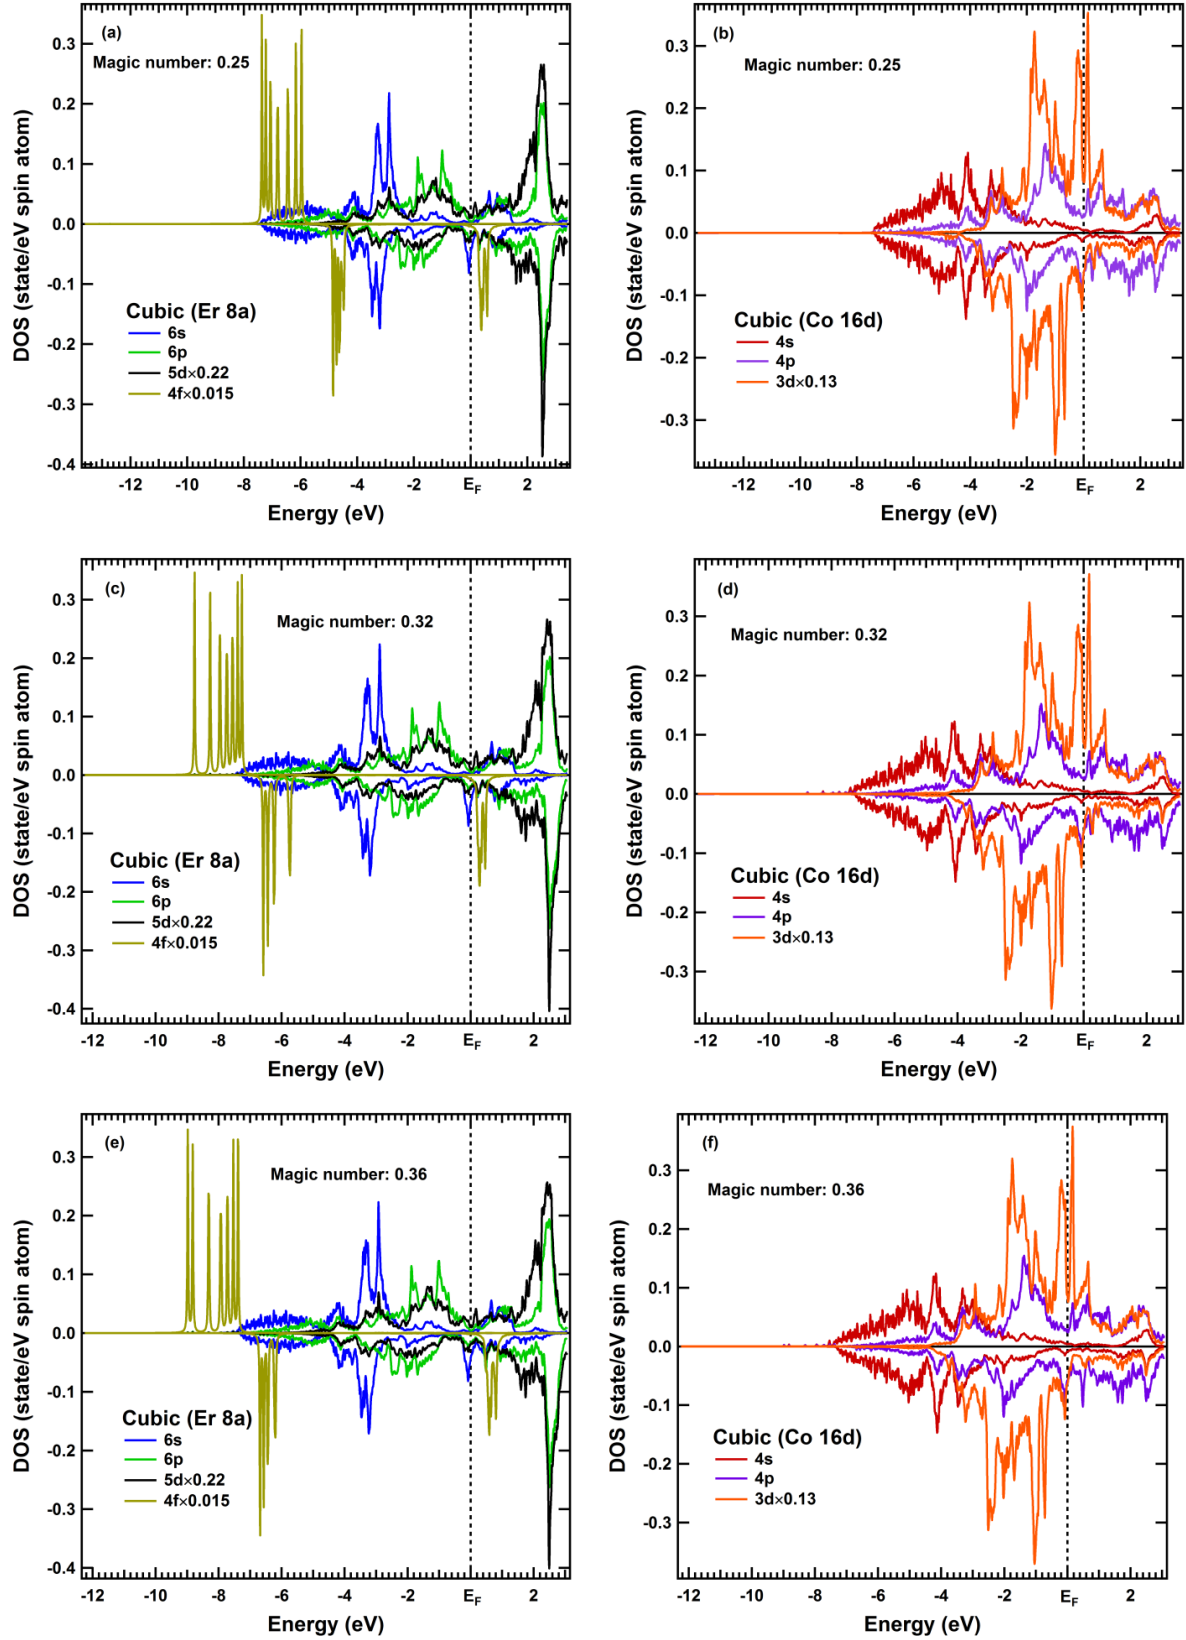 (a)
Magic number: 0.25
DOS (state/eV spin atom)
0.3
0.2
0.1
0.0
-0.1
-0.2
-0.3
-0.4
Cubic (Er 8a)
6s
6p
5d×0.22
4f×0.015
-12 -10 -8 -6 -4 -2 EF 2
Energy (eV)
(b)
Magic number: 0.25
DOS (state/eV spin atom)
0.3
0.2
0.1
0.0
-0.1
-0.2
-0.3
Cubic (Co 16d)
4s
4p
3d×0.13
-12 -10 -8 -6 -4 -2 EF 2
Energy (eV)
(c)
Magic number: 0.32
DOS (state/eV spin atom)
0.3
0.2
0.1
0.0
-0.1
-0.2
-0.3
-0.4
Cubic (Er 8a)
6s
6p
5d×0.22
4f×0.015
-12 -10 -8 -6 -4 -2 EF 2
Energy (eV)
(d)
Magic number: 0.32
DOS (state/eV spin atom)
0.3
0.2
0.1
0.0
-0.1
-0.2
-0.3
Cubic (Co 16d)
4s
4p
3d×0.13
-12 -10 -8 -6 -4 -2 EF 2
Energy (eV)
(e)
Magic number: 0.36
DOS (state/eV spin atom)
0.3
0.2
0.1
0.0
-0.1
-0.2
-0.3
-0.4
Cubic (Er 8a)
6s
6p
5d×0.22
4f×0.015
-12 -10 -8 -6 -4 -2 EF 2
Energy (eV)
(f)
Magic number: 0.36
DOS (state/eV spin atom)
0.3
0.2
0.1
0.0
-0.1
-0.2
-0.3
Cubic (Co 16d)
4s
4p
3d×0.13
-12 -10 -8 -6 -4 -2 EF 2
Energy (eV)